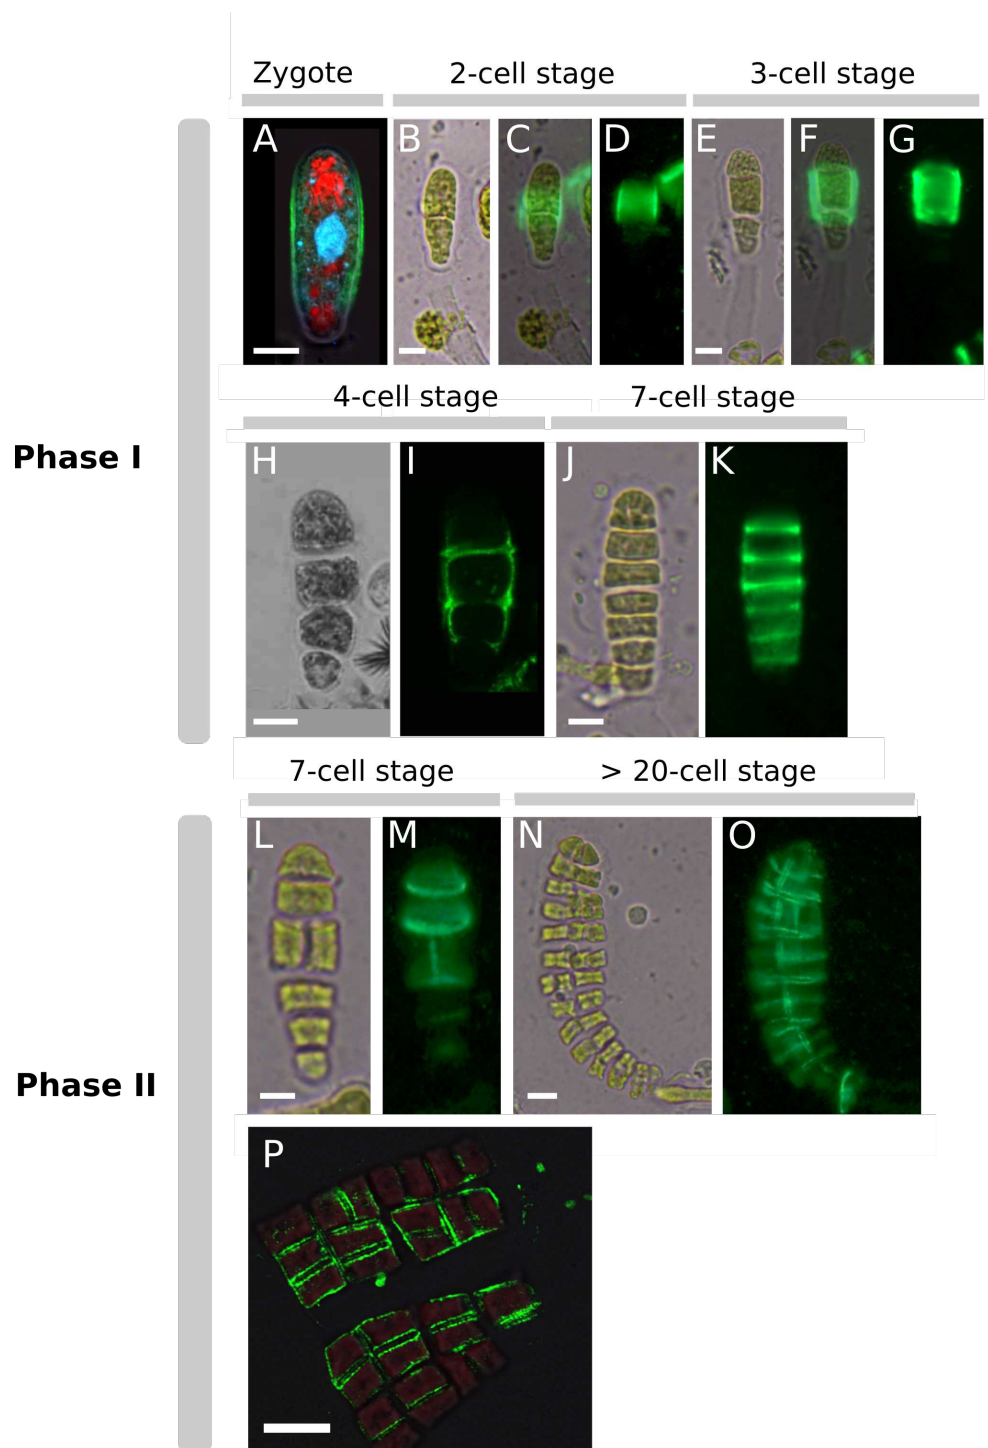 Zygote 2-cell stage 3-cell stage
A B C D E F G
4-cell stage 7-cell stage
Phase I
H I J K
7-cell stage > 20-cell stage
L M N O
Phase II
P